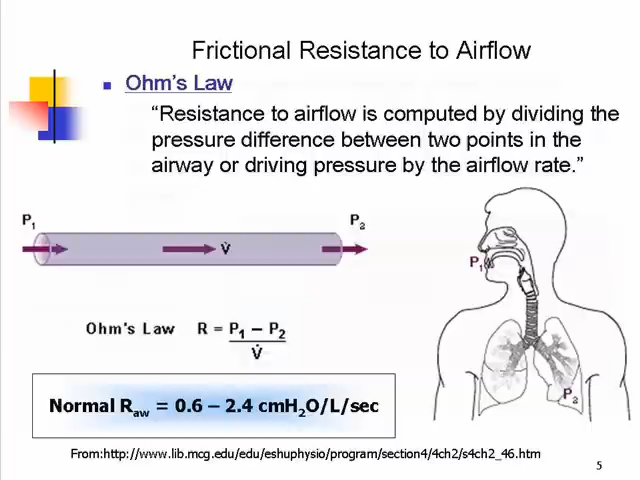 Frictional Resistance to Airflow
Ohm's Law
“Resistance to airflow is computed by dividing the
pressure difference between two points in the
airway or driving pressure by the airflow rate.”
P₁
P₂
V̇
P₁
Ohm's Law R = P₁ – P₂
V̇
P₂
Normal Raw = 0.6 – 2.4 cmH₂O/L/sec
From:http://www.lib.mcg.edu/edu/eshuphysio/program/section4/4ch2/s4ch2_46.htm
5